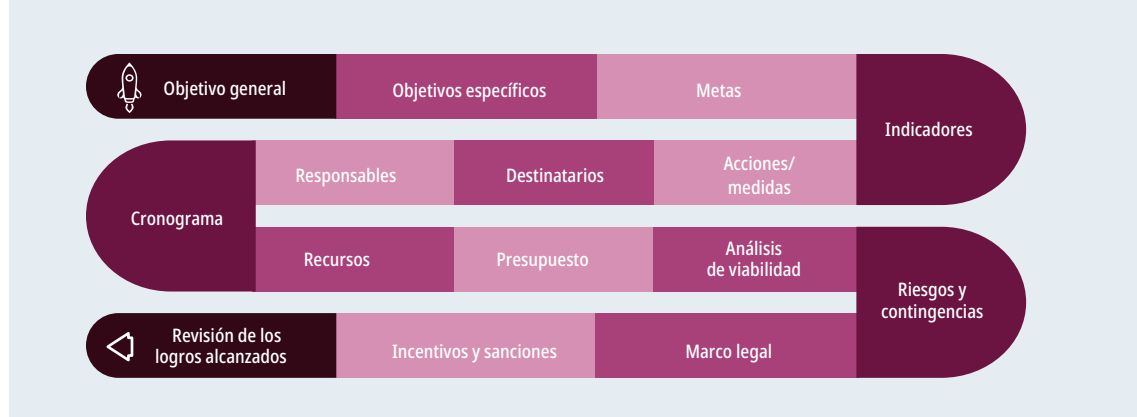 Objetivo general
Objetivos específicos
Metas
Indicadores
Acciones/
medidas
Destinatarios
Responsables
Cronograma
Recursos
Presupuesto
Análisis
de viabilidad
Riesgos y
contingencias
Marco legal
Incentivos y sanciones
Revisión de los
logros alcanzados